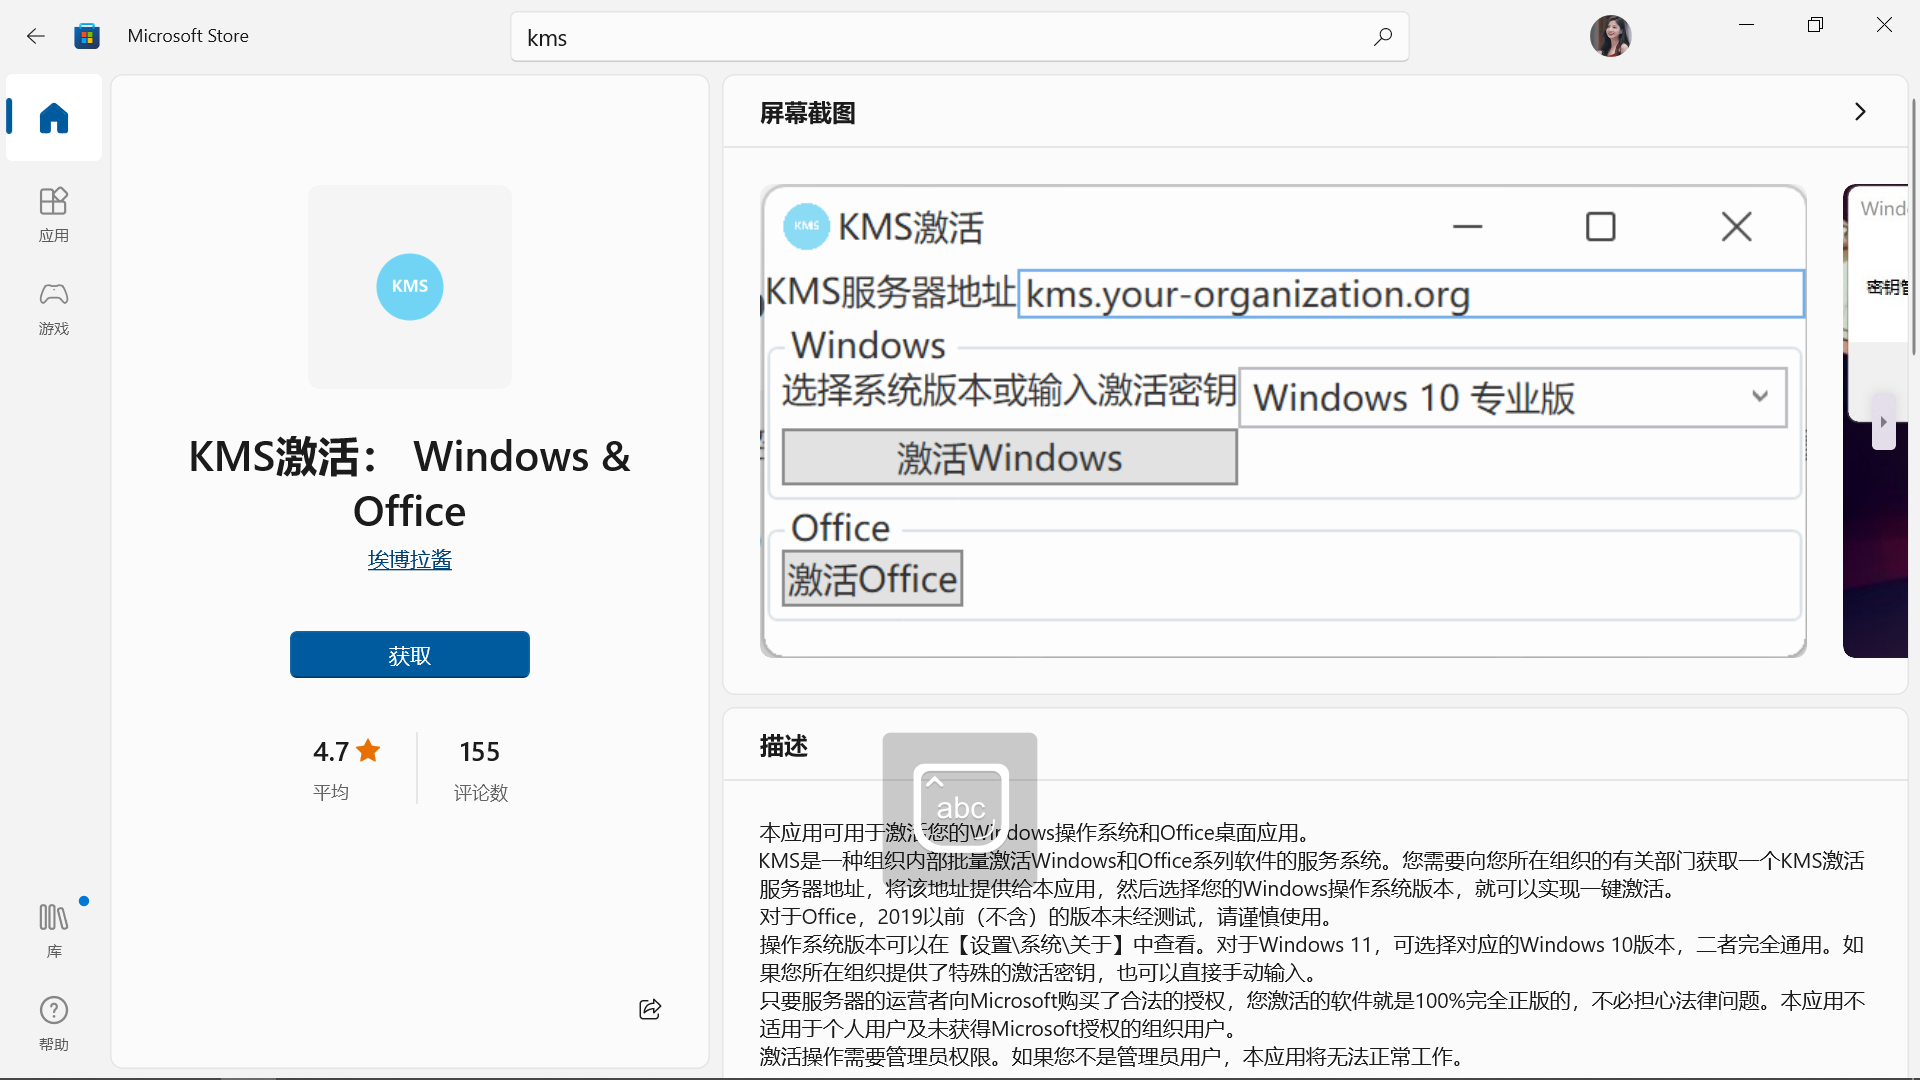 Microsoft Store
kms
应用
游戏
库
帮助
KMS
KMS激活： Windows &
Office
埃博拉酱
获取
4.7
平均
155
评论数
屏幕截图
KMS
KMS激活
KMS服务器地址
kms.your-organization.org
Windows
选择系统版本或输入激活密钥
Windows 10 专业版
激活Windows
Office
激活Office
Wind
密钥管
描述
abc
本应用可用于激活您的Windows操作系统和Office桌面应用。
KMS是一种组织内部批量激活Windows和Office系列软件的服务系统。您需要向您所在组织的有关部门获取一个KMS激活
服务器地址，将该地址提供给本应用，然后选择您的Windows操作系统版本，就可以实现一键激活。
对于Office，2019以前（不含）的版本未经测试，请谨慎使用。
操作系统版本可以在【设置\系统\关于】中查看。对于Windows 11，可选择对应的Windows 10版本，二者完全通用。如
果您所在组织提供了特殊的激活密钥，也可以直接手动输入。
只要服务器的运营者向Microsoft购买了合法的授权，您激活的软件就是100%完全正版的，不必担心法律问题。本应用不
适用于个人用户及未获得Microsoft授权的组织用户。
激活操作需要管理员权限。如果您不是管理员用户，本应用将无法正常工作。